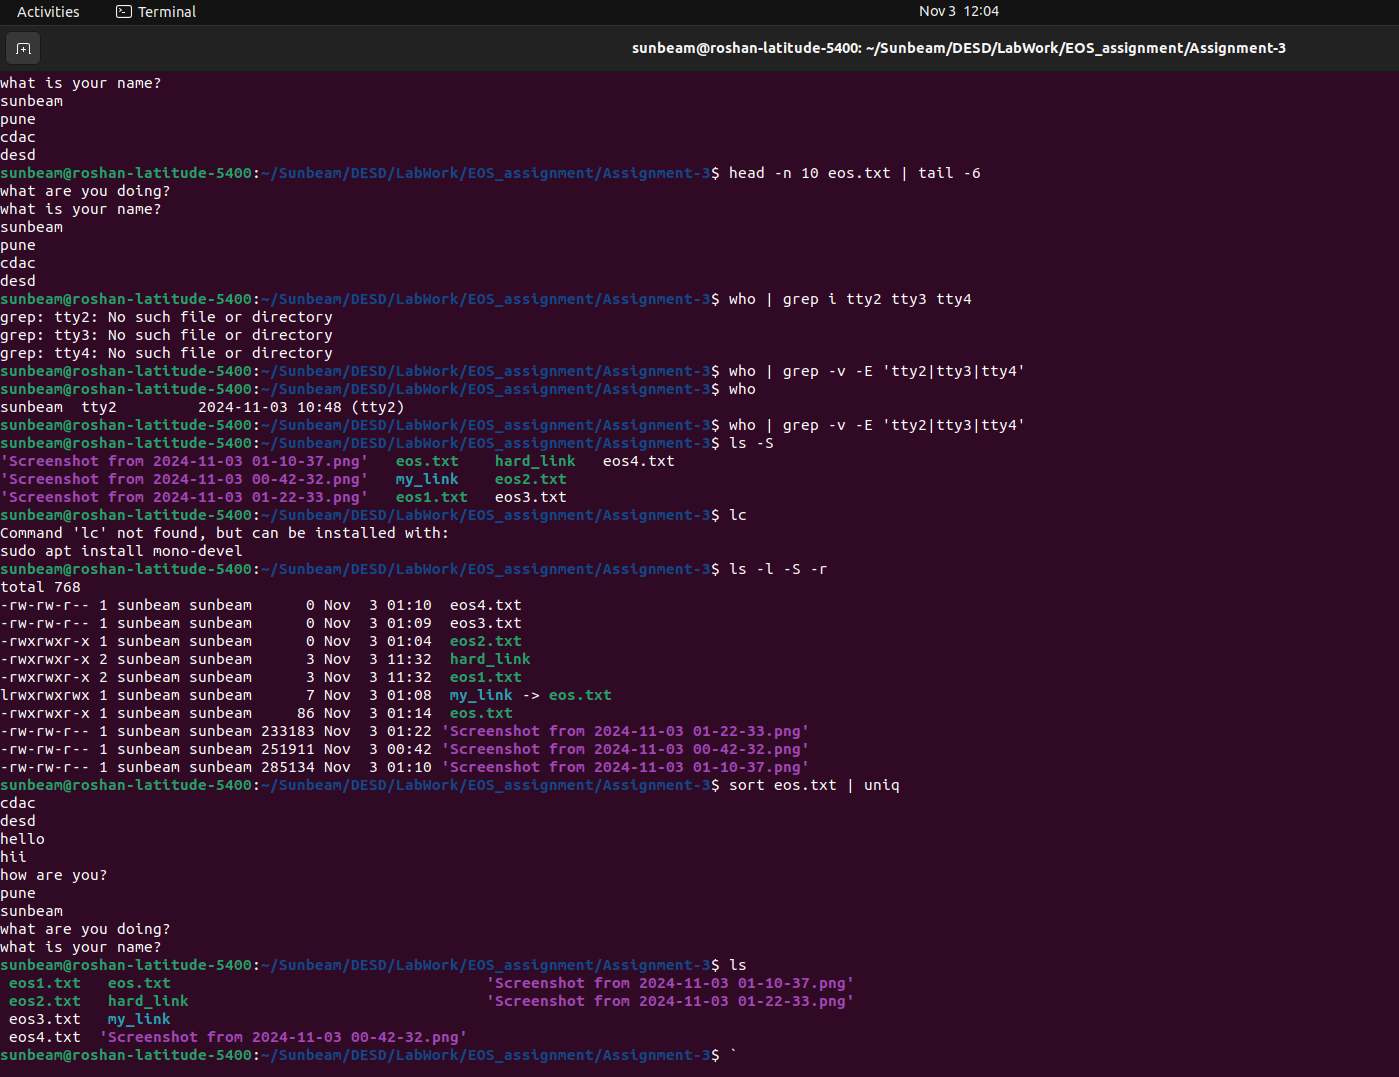 Activities Terminal Nov 3 12:04
sunbeam@roshan-latitude-5400: ~/Sunbeam/DESD/LabWork/EOS_assignment/Assignment-3
what is your name?
sunbeam
pune
cdac
desd
sunbeam@roshan-latitude-5400:~/Sunbeam/DESD/LabWork/EOS_assignment/Assignment-3$ head -n 10 eos.txt | tail -6
what are you doing?
what is your name?
sunbeam
pune
cdac
desd
sunbeam@roshan-latitude-5400:~/Sunbeam/DESD/LabWork/EOS_assignment/Assignment-3$ who | grep i tty2 tty3 tty4
grep: tty2: No such file or directory
grep: tty3: No such file or directory
grep: tty4: No such file or directory
sunbeam@roshan-latitude-5400:~/Sunbeam/DESD/LabWork/EOS_assignment/Assignment-3$ who | grep -v -E 'tty2|tty3|tty4'
sunbeam@roshan-latitude-5400:~/Sunbeam/DESD/LabWork/EOS_assignment/Assignment-3$ who
sunbeam  tty2         2024-11-03 10:48 (tty2)
sunbeam@roshan-latitude-5400:~/Sunbeam/DESD/LabWork/EOS_assignment/Assignment-3$ who | grep -v -E 'tty2|tty3|tty4'
sunbeam@roshan-latitude-5400:~/Sunbeam/DESD/LabWork/EOS_assignment/Assignment-3$ ls -S
'Screenshot from 2024-11-03 01-10-37.png'   eos.txt    hard_link   eos4.txt
'Screenshot from 2024-11-03 00-42-32.png'   my_link    eos2.txt
'Screenshot from 2024-11-03 01-22-33.png'   eos1.txt   eos3.txt
sunbeam@roshan-latitude-5400:~/Sunbeam/DESD/LabWork/EOS_assignment/Assignment-3$ lc
Command 'lc' not found, but can be installed with:
sudo apt install mono-devel
sunbeam@roshan-latitude-5400:~/Sunbeam/DESD/LabWork/EOS_assignment/Assignment-3$ ls -l -S -r
total 768
-rw-rw-r-- 1 sunbeam sunbeam      0 Nov  3 01:10  eos4.txt
-rw-rw-r-- 1 sunbeam sunbeam      0 Nov  3 01:09  eos3.txt
-rwxrwxr-x 1 sunbeam sunbeam      0 Nov  3 01:04  eos2.txt
-rwxrwxr-x 2 sunbeam sunbeam      3 Nov  3 11:32  hard_link
-rwxrwxr-x 2 sunbeam sunbeam      3 Nov  3 11:32  eos1.txt
lrwxrwxrwx 1 sunbeam sunbeam      7 Nov  3 01:08  my_link -> eos.txt
-rwxrwxr-x 1 sunbeam sunbeam     86 Nov  3 01:14  eos.txt
-rw-rw-r-- 1 sunbeam sunbeam 233183 Nov  3 01:22 'Screenshot from 2024-11-03 01-22-33.png'
-rw-rw-r-- 1 sunbeam sunbeam 251911 Nov  3 00:42 'Screenshot from 2024-11-03 00-42-32.png'
-rw-rw-r-- 1 sunbeam sunbeam 285134 Nov  3 01:10 'Screenshot from 2024-11-03 01-10-37.png'
sunbeam@roshan-latitude-5400:~/Sunbeam/DESD/LabWork/EOS_assignment/Assignment-3$ sort eos.txt | uniq
cdac
desd
hello
hii
how are you?
pune
sunbeam
what are you doing?
what is your name?
sunbeam@roshan-latitude-5400:~/Sunbeam/DESD/LabWork/EOS_assignment/Assignment-3$ ls
 eos1.txt   eos.txt                                   'Screenshot from 2024-11-03 01-10-37.png'
 eos2.txt   hard_link                                 'Screenshot from 2024-11-03 01-22-33.png'
 eos3.txt   my_link
 eos4.txt  'Screenshot from 2024-11-03 00-42-32.png'
sunbeam@roshan-latitude-5400:~/Sunbeam/DESD/LabWork/EOS_assignment/Assignment-3$ `